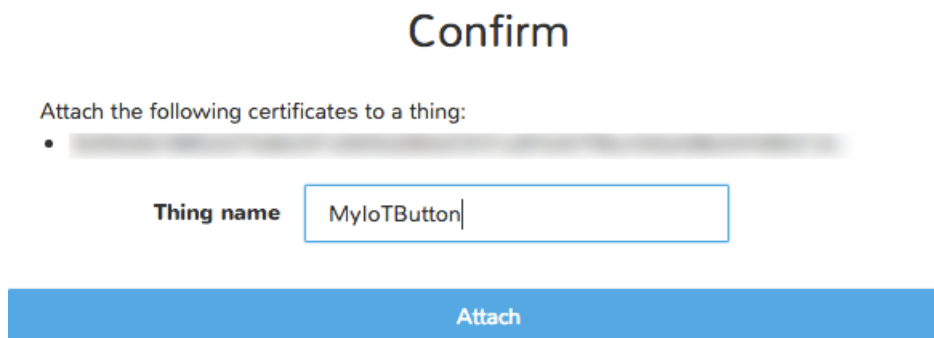 Confirm
Attach the following certificates to a thing:
Thing name MyIoTButton
Attach